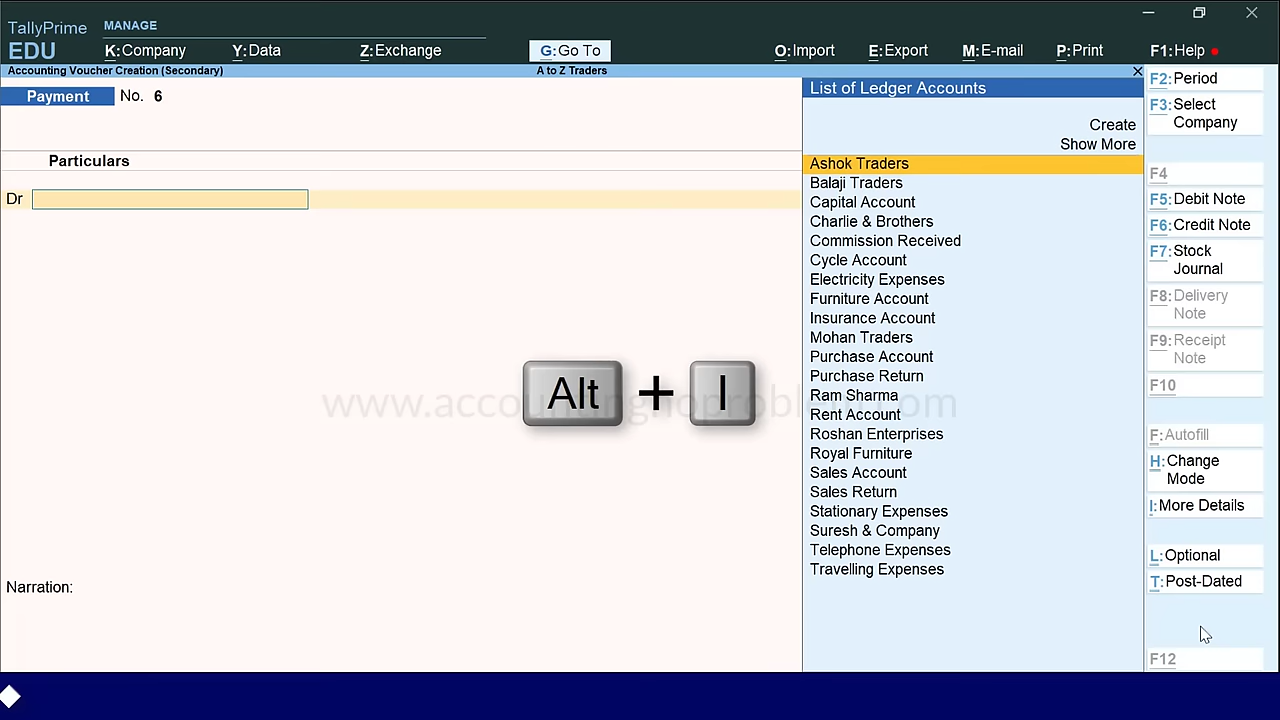 TallyPrime
EDU
MANAGE
K:Company
Y:Data
Z:Exchange
G:Go To
O:Import
E:Export
M:E-mail
P:Print
F1:Help
Accounting Voucher Creation (Secondary)
A to Z Traders
Payment No. 6
Particulars
Dr
Narration:
Alt + I
www.accountingnoproblem.com
List of Ledger Accounts
Create
Show More
Ashok Traders
Balaji Traders
Capital Account
Charlie & Brothers
Commission Received
Cycle Account
Electricity Expenses
Furniture Account
Insurance Account
Mohan Traders
Purchase Account
Purchase Return
Ram Sharma
Rent Account
Roshan Enterprises
Royal Furniture
Sales Account
Sales Return
Stationary Expenses
Suresh & Company
Telephone Expenses
Travelling Expenses
F2:Period
F3:Select
Company
F4
F5:Debit Note
F6:Credit Note
F7:Stock
Journal
F8:Delivery
Note
F9:Receipt
Note
F10
F:Autofill
H:Change
Mode
I:More Details
L:Optional
T:Post-Dated
F12